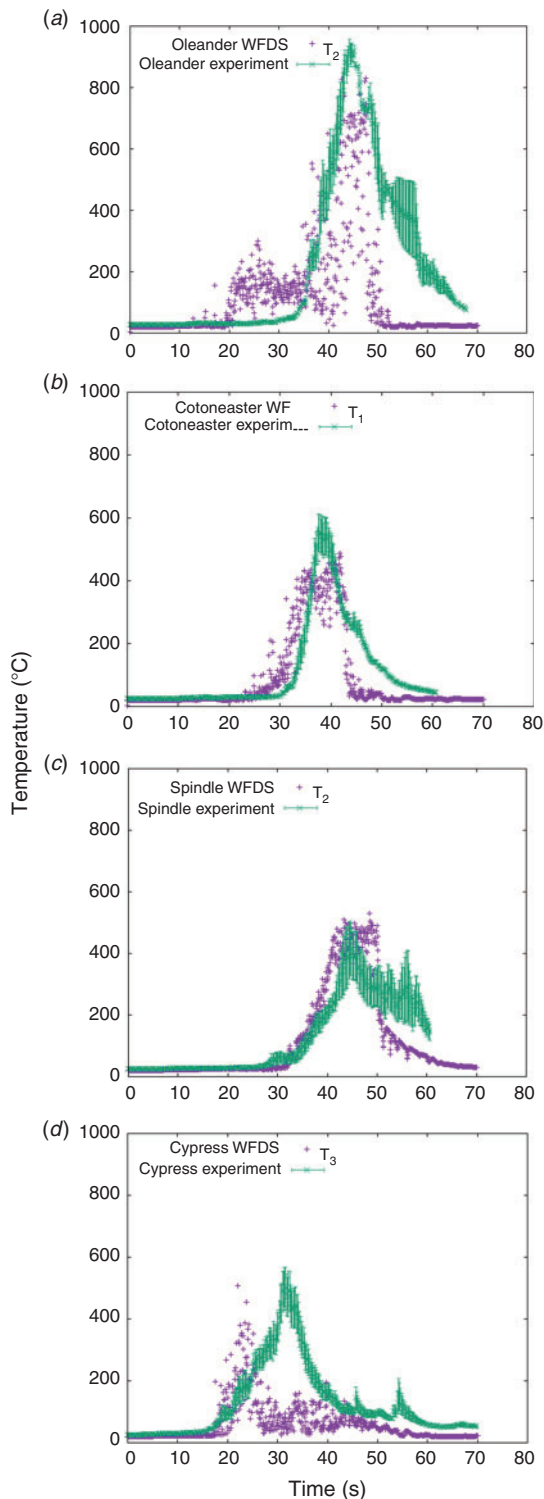 (a)
1000
Oleander WFDS T2
Oleander experiment
800
600
400
200
0
0 10 20 30 40 50 60 70 80
(b)
1000
Cotoneaster WF T1
Cotoneaster experim...
800
600
400
200
0
0 10 20 30 40 50 60 70 80
Temperature (°C)
(c)
1000
Spindle WFDS T2
Spindle experiment
800
600
400
200
0
0 10 20 30 40 50 60 70 80
(d)
1000
Cypress WFDS T3
Cypress experiment
800
600
400
200
0
0 10 20 30 40 50 60 70 80
Time (s)